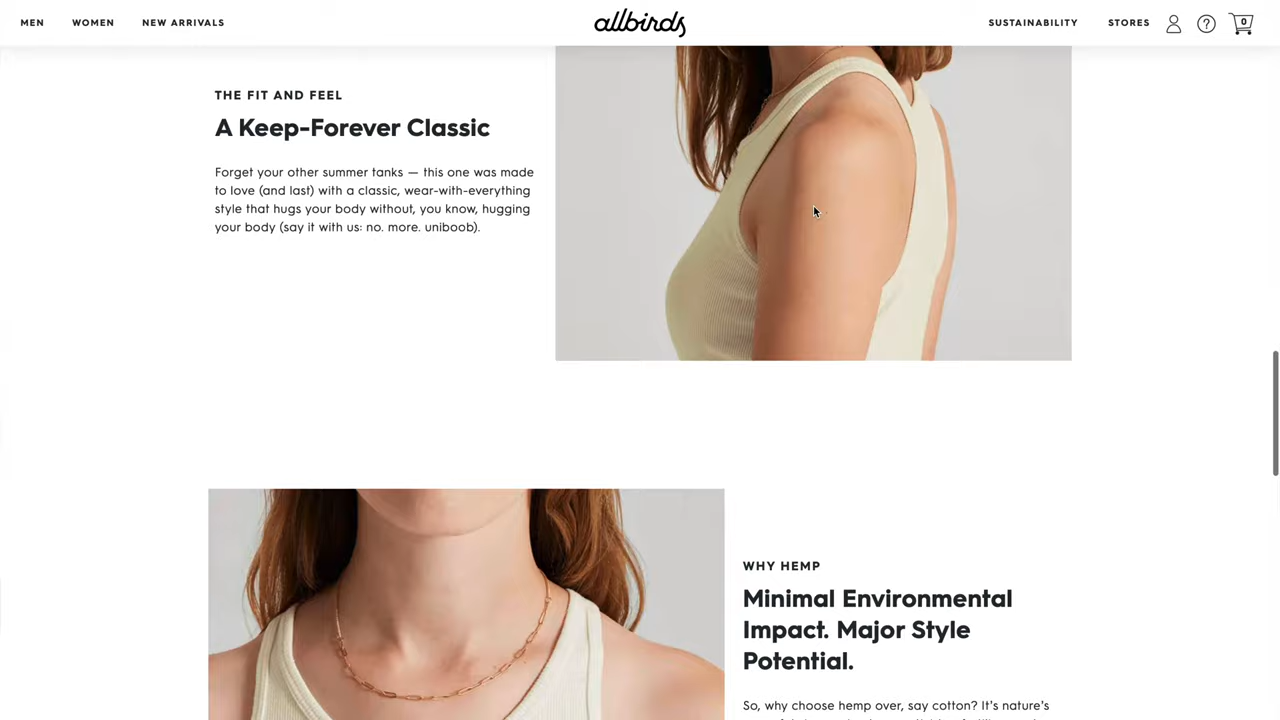 MEN WOMEN NEW ARRIVALS allbirds SUSTAINABILITY STORES ? 0
THE FIT AND FEEL
A Keep-Forever Classic
Forget your other summer tanks — this one was made
to love (and last) with a classic, wear-with-everything
style that hugs your body without, you know, hugging
your body (say it with us: no. more. uniboob).
WHY HEMP
Minimal Environmental
Impact. Major Style
Potential.
So, why choose hemp over, say cotton? It's nature's